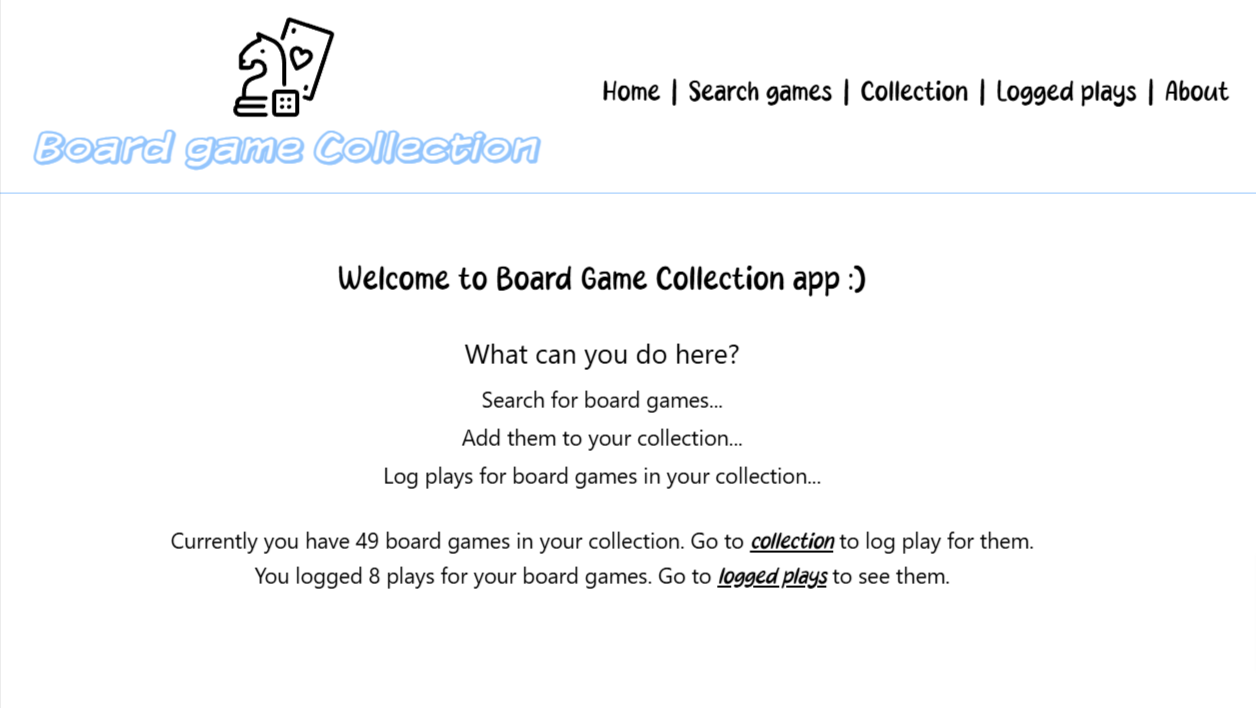 Board game Collection
Home | Search games | Collection | Logged plays | About
Welcome to Board Game Collection app :)
What can you do here?
Search for board games...
Add them to your collection...
Log plays for board games in your collection...
Currently you have 49 board games in your collection. Go to collection to log play for them.
You logged 8 plays for your board games. Go to logged plays to see them.